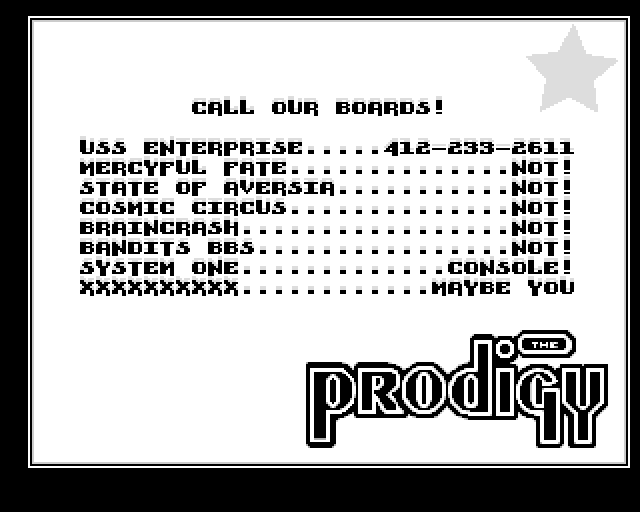 CALL OUR BOARDS!
USS ENTERPRISE.....412-233-2611
MERCYFUL FATE..............NOT!
STATE OF AVERSIA...........NOT!
COSMIC CIRCUS..............NOT!
BRAINCRASH.................NOT!
BANDITS BBS................NOT!
SYSTEM ONE.............CONSOLE!
XXXXXXXXXX............MAYBE YOU
THE
prodigy